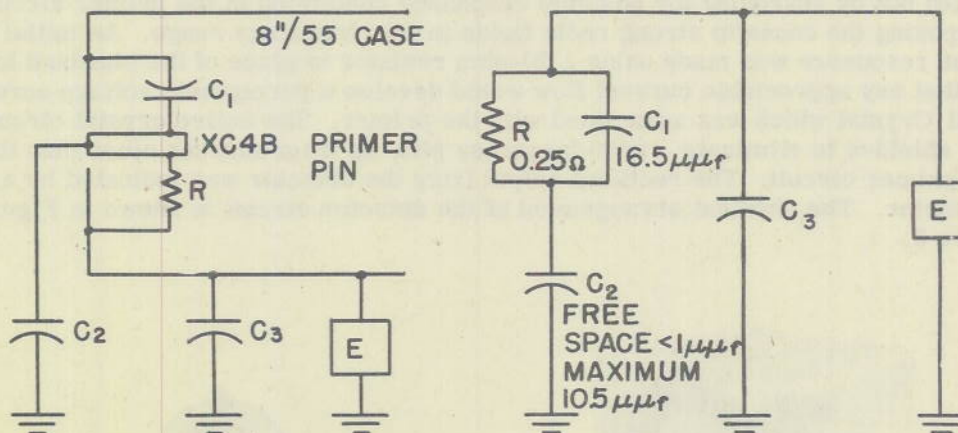 8"/55 CASE
C₁
XC4B PRIMER
PIN
R
C₂
C₃
E
R
0.25Ω
C₁
16.5μμf
C₂
FREE
SPACE <1μμf
MAXIMUM
10.5μμf
C₃
E